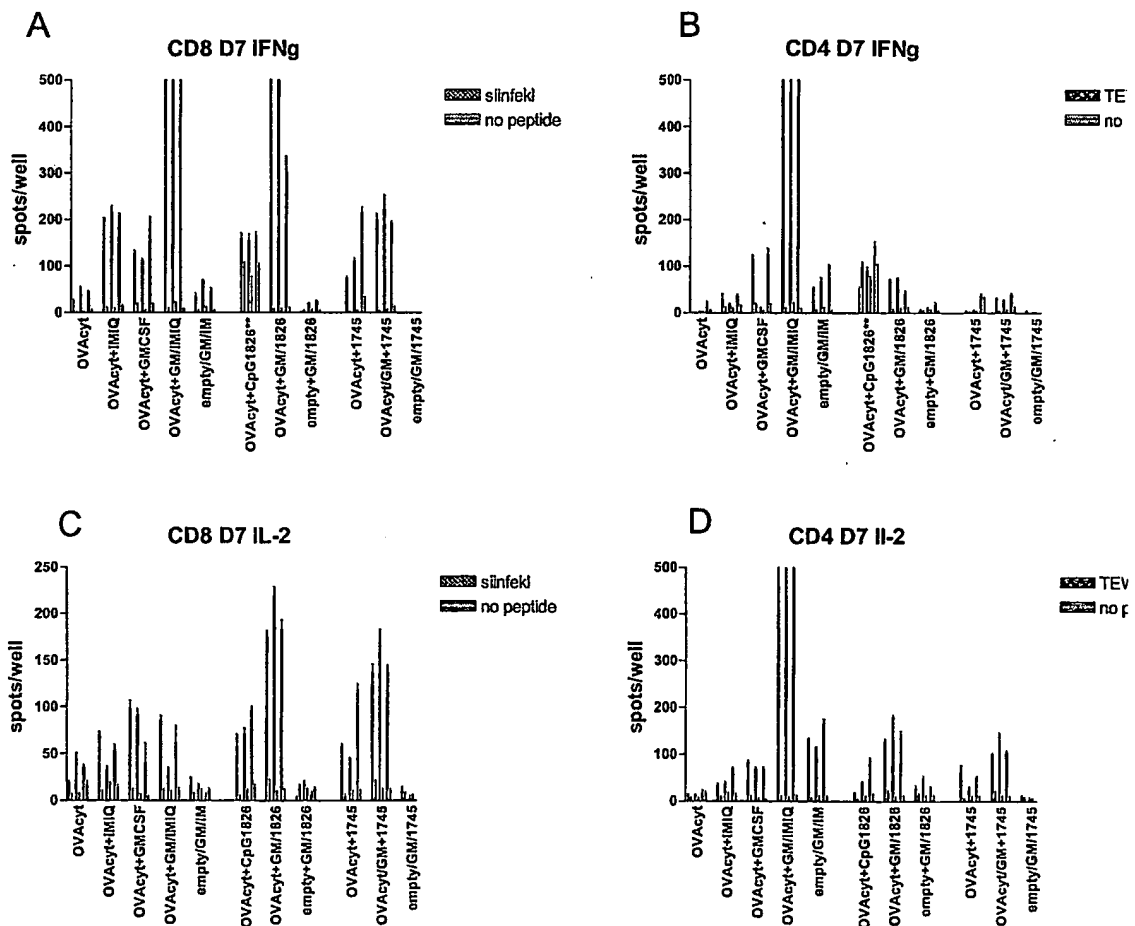 A
CD8 D7 IFNg
siinfekl
no peptide
500
400
300
200
100
0
spots/well
OVAcyt
OVAcyt+IMIQ
OVAcyt+GMCSF
OVAcyt+GM/IMIQ
empty/GM/IM
OVAcyt+CpG1826**
OVAcyt+GM/1826
empty+GM/1826
OVAcyt+1745
OVAcyt/GM+1745
empty/GM/1745
B
CD4 D7 IFNg
TE
no
500
400
300
200
100
0
spots/well
OVAcyt
OVAcyt+IMIQ
OVAcyt+GMCSF
OVAcyt+GM/IMIQ
empty/GM/IM
OVAcyt+CpG1826**
OVAcyt+GM/1826
empty+GM/1826
OVAcyt+1745
OVAcyt/GM+1745
empty/GM/1745
C
CD8 D7 IL-2
siinfekl
no peptide
250
200
150
100
50
0
spots/well
OVAcyt
OVAcyt+IMIQ
OVAcyt+GMCSF
OVAcyt+GM/IMIQ
empty/GM/IM
OVAcyt+CpG1826
OVAcyt+GM/1826
empty+GM/1826
OVAcyt+1745
OVAcyt/GM+1745
empty/GM/1745
D
CD4 D7 Il-2
TEV
no p
500
400
300
200
100
0
spots/well
OVAcyt
OVAcyt+IMIQ
OVAcyt+GMCSF
OVAcyt+GM/IMIQ
empty/GM/IM
OVAcyt+CpG1826
OVAcyt+GM/1826
empty+GM/1826
OVAcyt+1745
OVAcyt/GM+1745
empty/GM/1745